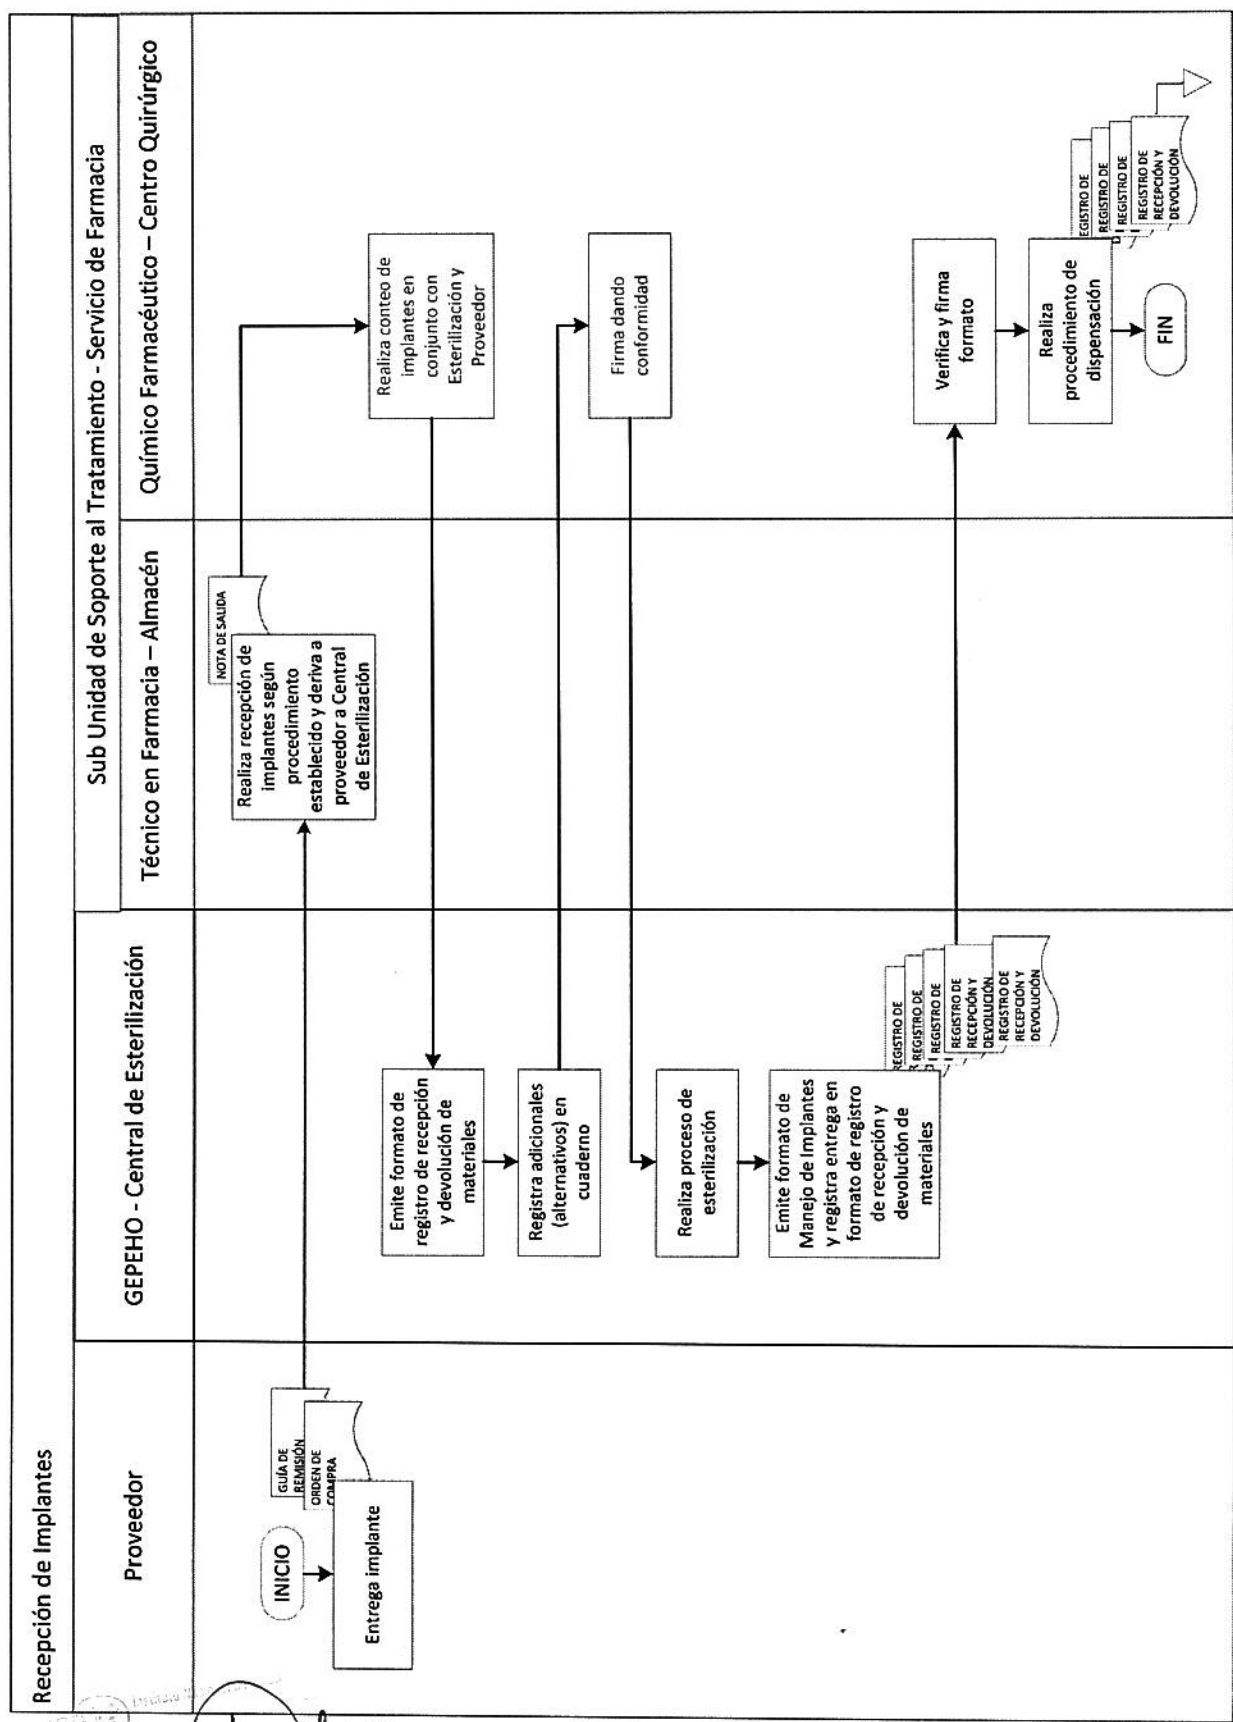 Recepción de Implantes
Proveedor
GEPEHO - Central de Esterilización
Sub Unidad de Soporte al Tratamiento - Servicio de Farmacia
Técnico en Farmacia – Almacén
Químico Farmacéutico – Centro Quirúrgico
INICIO
Entrega implante
GUÍA DE
REMISIÓN
ORDEN DE
COMPRA
Realiza recepción de
implantes según
procedimiento
establecido y deriva a
proveedor a Central
de Esterilización
NOTA DE SALIDA
Realiza conteo de
implantes en
conjunto con
Esterilización y
Proveedor
Emite formato de
registro de recepción
y devolución de
materiales
Registra adicionales
(alternativos) en
cuaderno
Firma dando
conformidad
Realiza proceso de
esterilización
Emite formato de
Manejo de Implantes
y registra entrega en
formato de registro
de recepción y
devolución de
materiales
REGISTRO DE
REGISTRO DE
REGISTRO DE
REGISTRO DE
RECEPCIÓN Y
DEVOLUCIÓN
REGISTRO DE
RECEPCIÓN Y
DEVOLUCIÓN
Verifica y firma
formato
Realiza
procedimiento de
dispensación
EGISTRO DE
REGISTRO DE
REGISTRO DE
REGISTRO DE
RECEPCIÓN Y
DEVOLUCIÓN
FIN